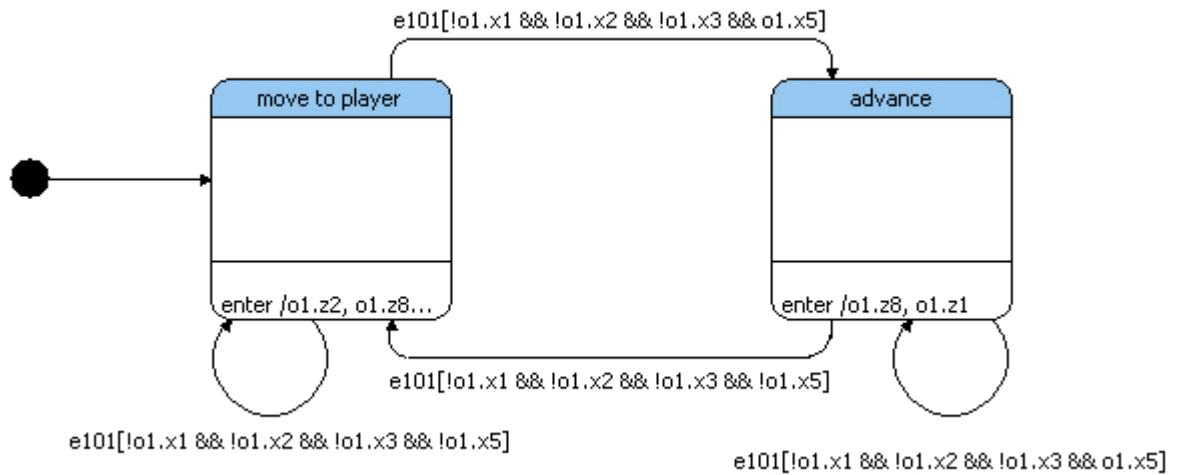 e101[!o1.x1 && !o1.x2 && !o1.x3 && o1.x5]
move to player
advance
enter /o1.z2, o1.z8...
enter /o1.z8, o1.z1
e101[!o1.x1 && !o1.x2 && !o1.x3 && !o1.x5]
e101[!o1.x1 && !o1.x2 && !o1.x3 && !o1.x5]
e101[!o1.x1 && !o1.x2 && !o1.x3 && o1.x5]